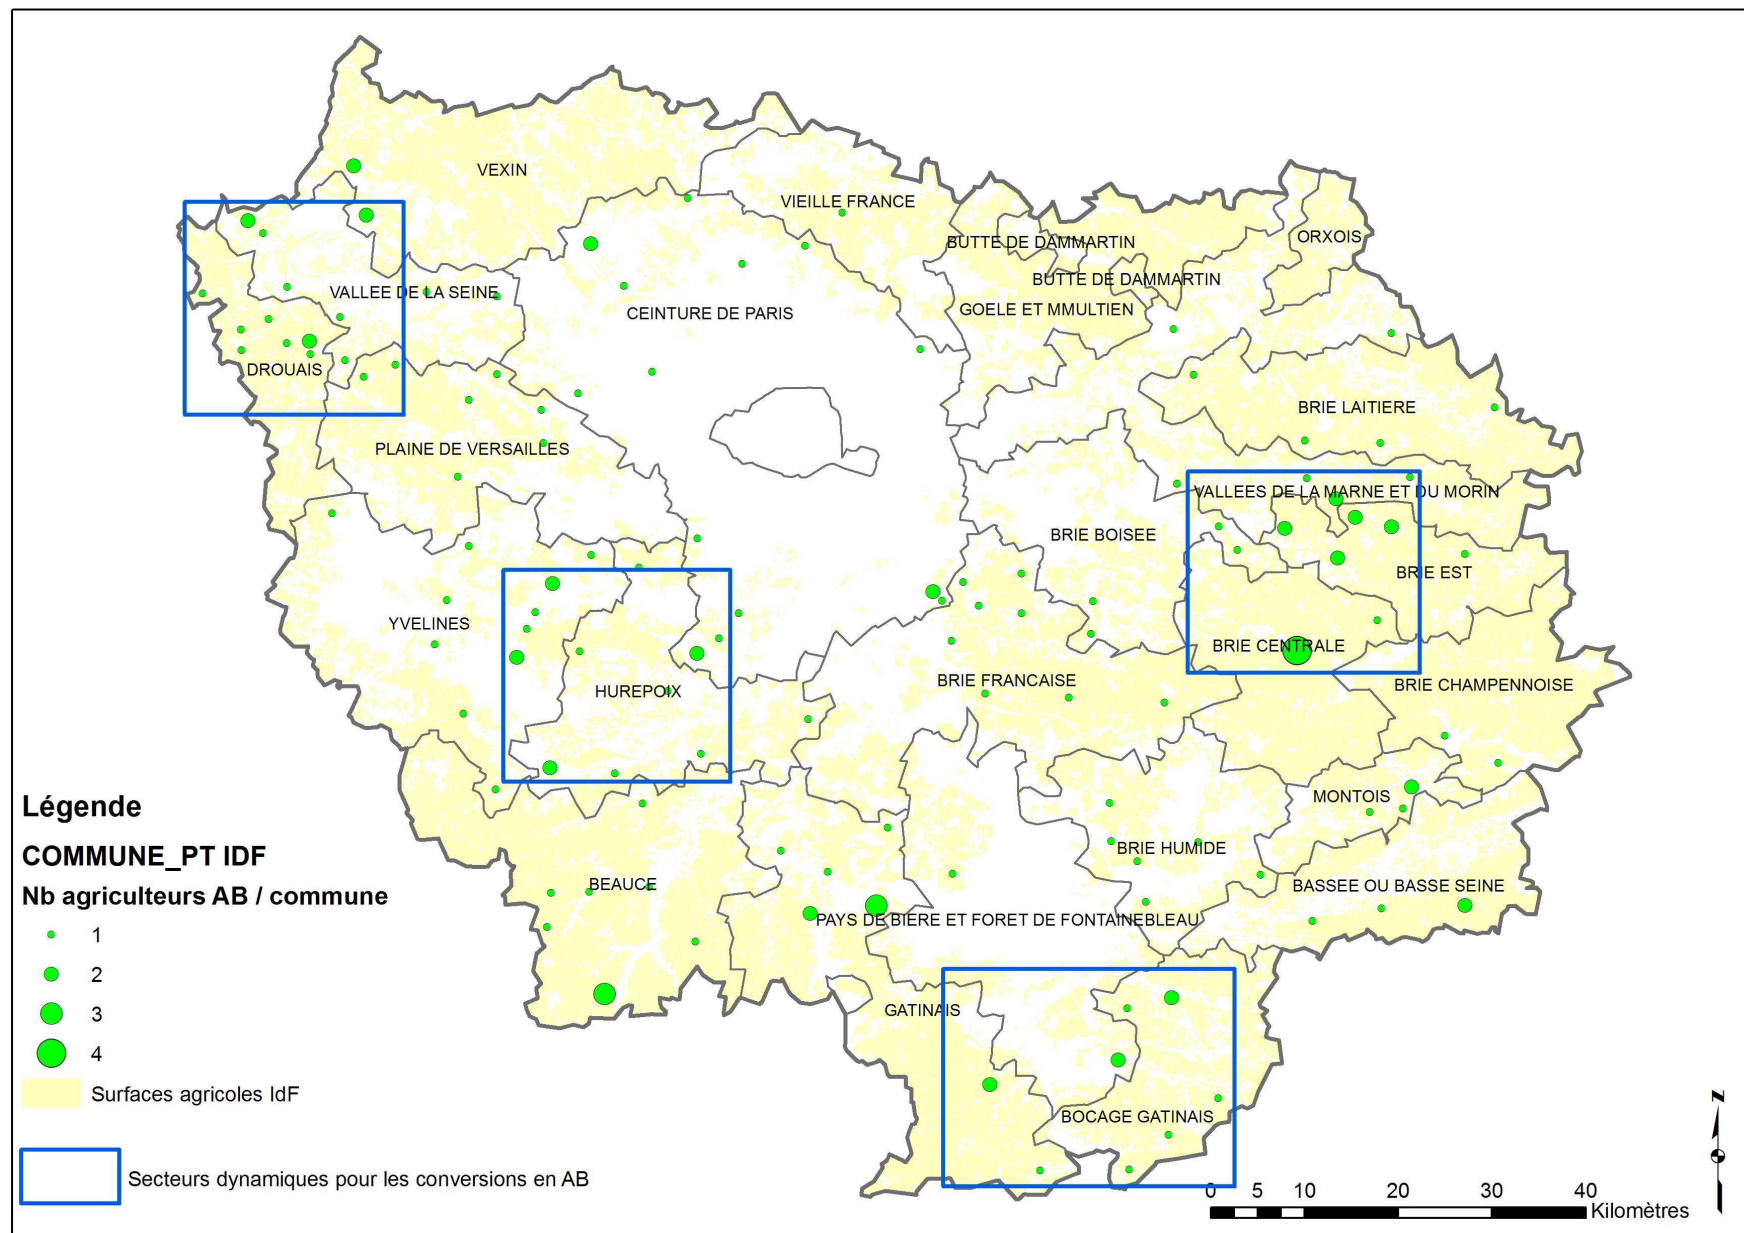 VEXIN
VIEILLE FRANCE
BUTTE DE DAMMARTIN
ORXOIS
BUTTE DE DAMMARTIN
VALLEE DE LA SEINE
CEINTURE DE PARIS
GOELE ET MMULTIEN
DROUAIS
BRIE LAITIERE
PLAINE DE VERSAILLES
VALLEES DE LA MARNE ET DU MORIN
BRIE BOISEE
BRIE EST
YVELINES
BRIE CENTRALE
HUREPOIX
BRIE FRANCAISE
BRIE CHAMPENNOISE
MONTOIS
BRIE HUMIDE
BEAUCE
BASSEE OU BASSE SEINE
PAYS DE BIERE ET FORET DE FONTAINEBLEAU
GATINAIS
BOCAGE GATINAIS
Légende
COMMUNE_PT IDF
Nb agriculteurs AB / commune
1
2
3
4
Surfaces agricoles IdF
Secteurs dynamiques pour les conversions en AB
N
0 5 10 20 30 40
Kilomètres